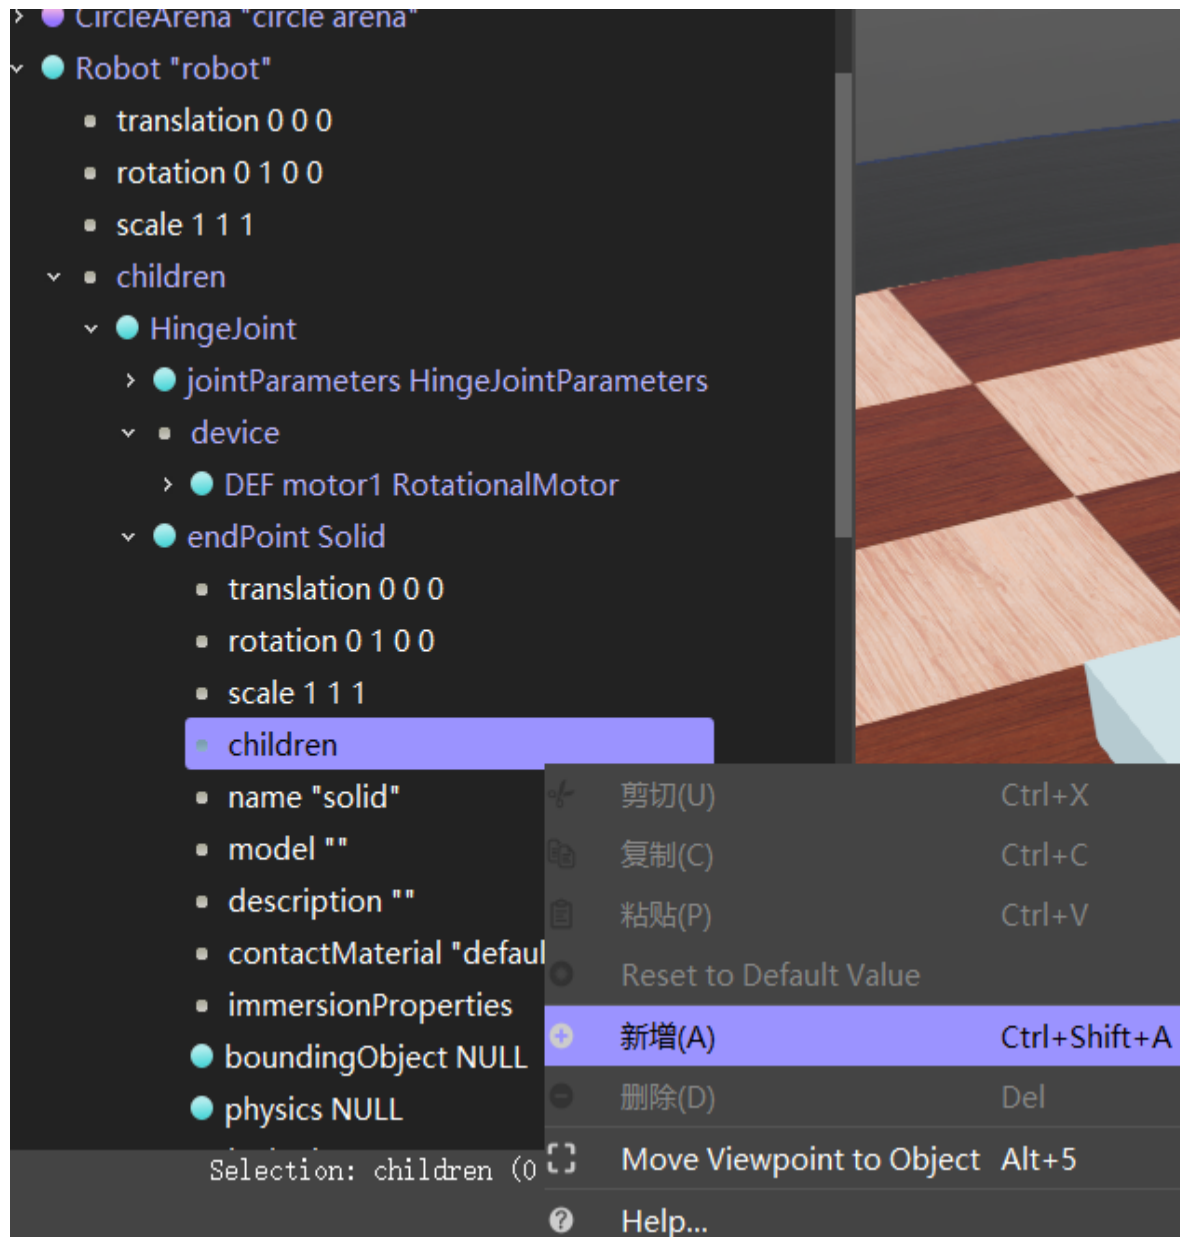 CircleArena "circle arena"
Robot "robot"
translation 0 0 0
rotation 0 1 0 0
scale 1 1 1
children
HingeJoint
jointParameters HingeJointParameters
device
DEF motor1 RotationalMotor
endPoint Solid
translation 0 0 0
rotation 0 1 0 0
scale 1 1 1
children
name "solid"
剪切(U) Ctrl+X
model ""
复制(C) Ctrl+C
description ""
粘贴(P) Ctrl+V
contactMaterial "defaul
Reset to Default Value
immersionProperties
新增(A) Ctrl+Shift+A
boundingObject NULL
删除(D) Del
physics NULL
Move Viewpoint to Object Alt+5
Selection: children (0
Help...